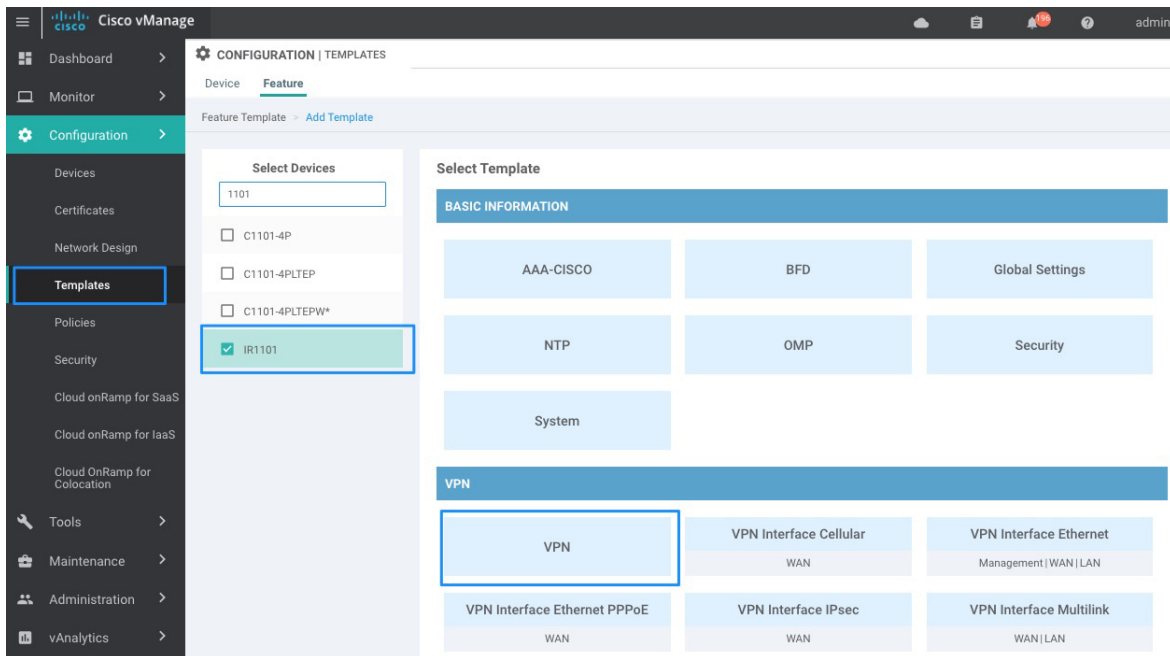 cisco Cisco vManage
196
admin
Dashboard
Monitor
Configuration
Devices
Certificates
Network Design
Templates
Policies
Security
Cloud onRamp for SaaS
Cloud onRamp for IaaS
Cloud OnRamp for
Colocation
Tools
Maintenance
Administration
vAnalytics
CONFIGURATION | TEMPLATES
Device Feature
Feature Template > Add Template
Select Devices
1101
C1101-4P
C1101-4PLTEP
C1101-4PLTEPW*
IR1101
Select Template
BASIC INFORMATION
AAA-CISCO
BFD
Global Settings
NTP
OMP
Security
System
VPN
VPN
VPN Interface Cellular
WAN
VPN Interface Ethernet
Management | WAN | LAN
VPN Interface Ethernet PPPoE
WAN
VPN Interface IPsec
WAN
VPN Interface Multilink
WAN | LAN